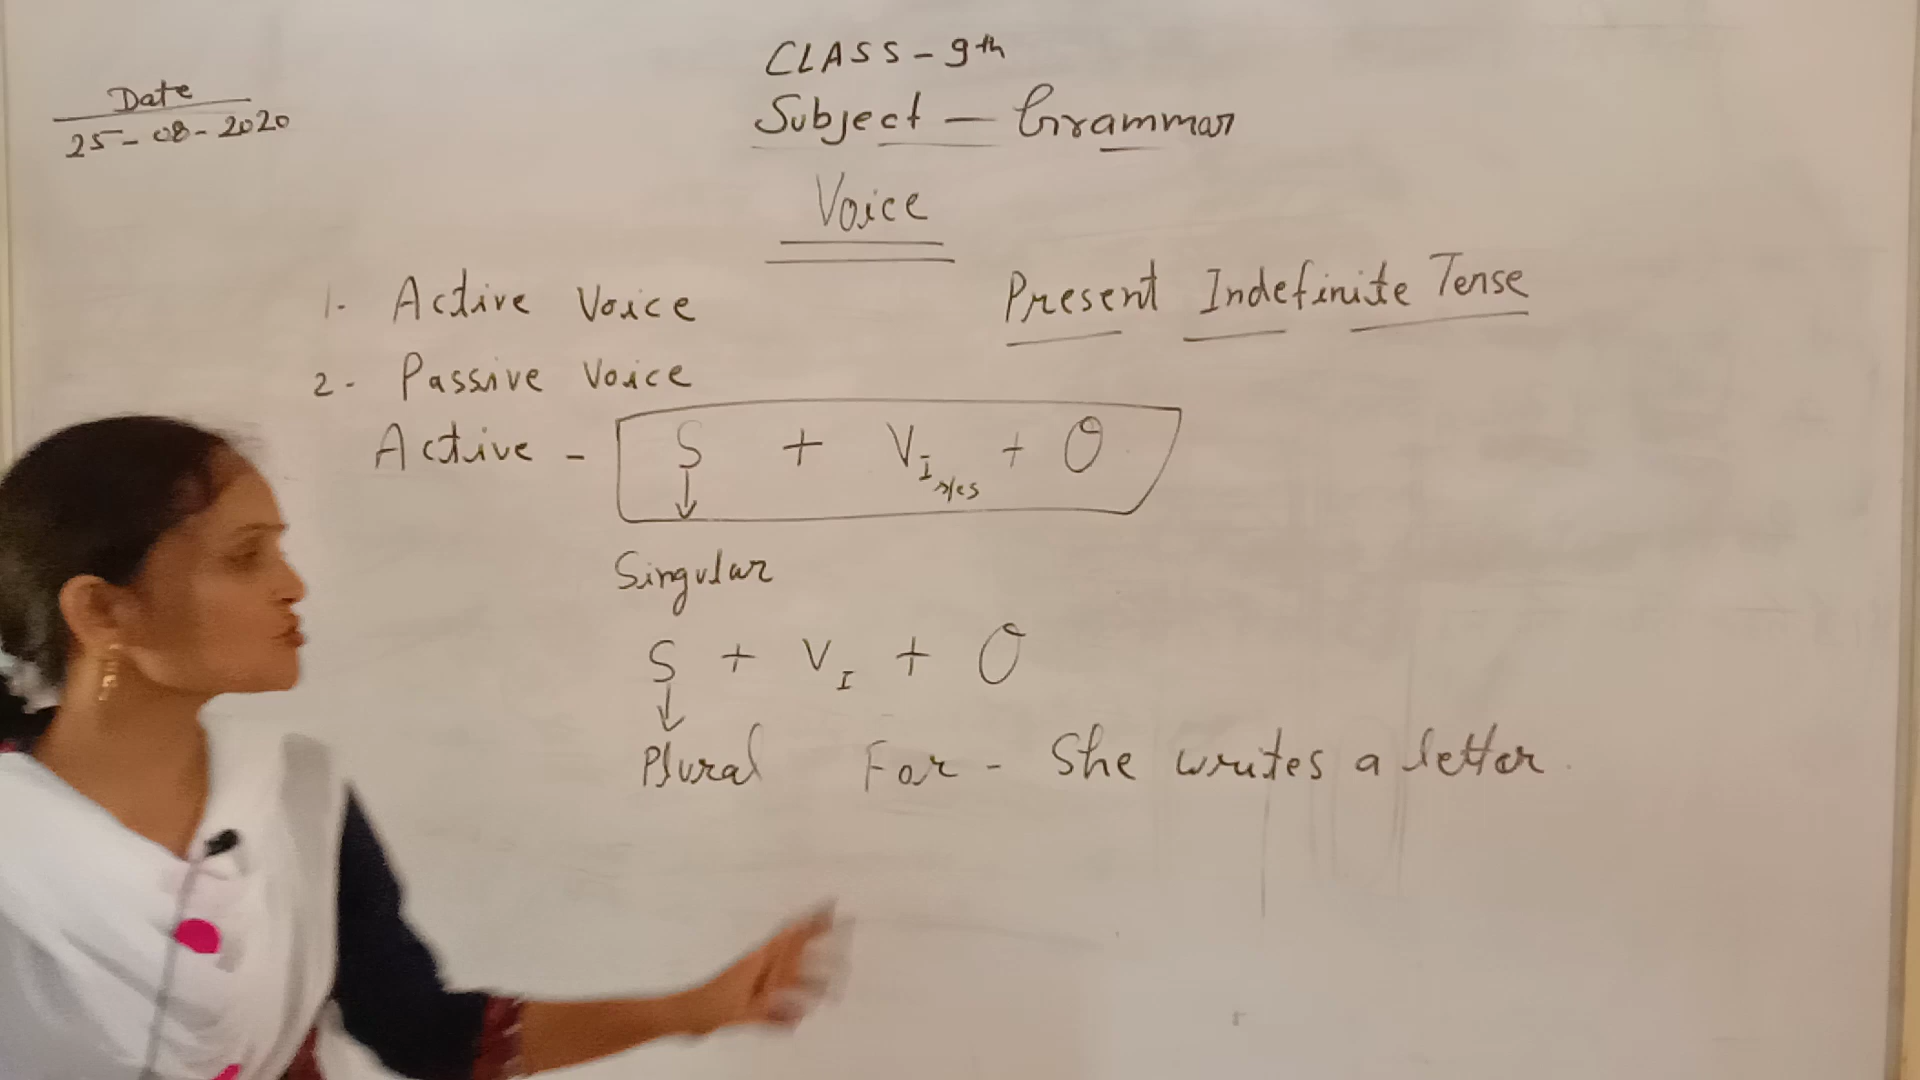 CLASS - 9th
Date
25-08-2020
Subject - Grammar
Voice
1. Active Voice
Present Indefinite Tense
2- Passive Voice
Active - S + VI s/es + O
Singular
S + VI + O
Plural
For - She writes a letter.